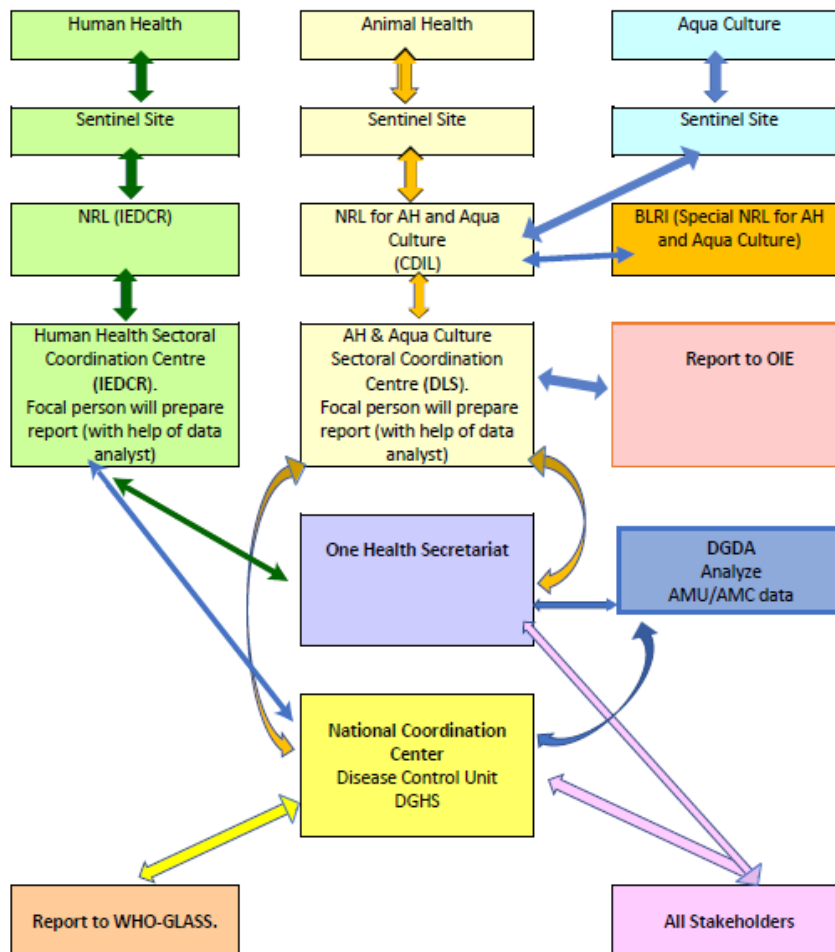 Human Health
Animal Health
Aqua Culture
Sentinel Site
Sentinel Site
Sentinel Site
NRL (IEDCR)
NRL for AH and Aqua
Culture
(CDIL)
BLRI (Special NRL for AH
and Aqua Culture)
Human Health Sectoral
Coordination Centre
(IEDCR).
Focal person will prepare
report (with help of data
analyst)
AH & Aqua Culture
Sectoral Coordination
Centre (DLS).
Focal person will prepare
report (with help of data
analyst)
Report to OIE
One Health Secretariat
DGDA
Analyze
AMU/AMC data
National Coordination
Center
Disease Control Unit
DGHS
Report to WHO-GLASS.
All Stakeholders